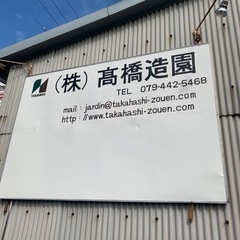 (株)髙橋造園
TEL 079-442-5468
mail : jardin@takahashi-zouen.com
http : //www.takahashi-zouen.com